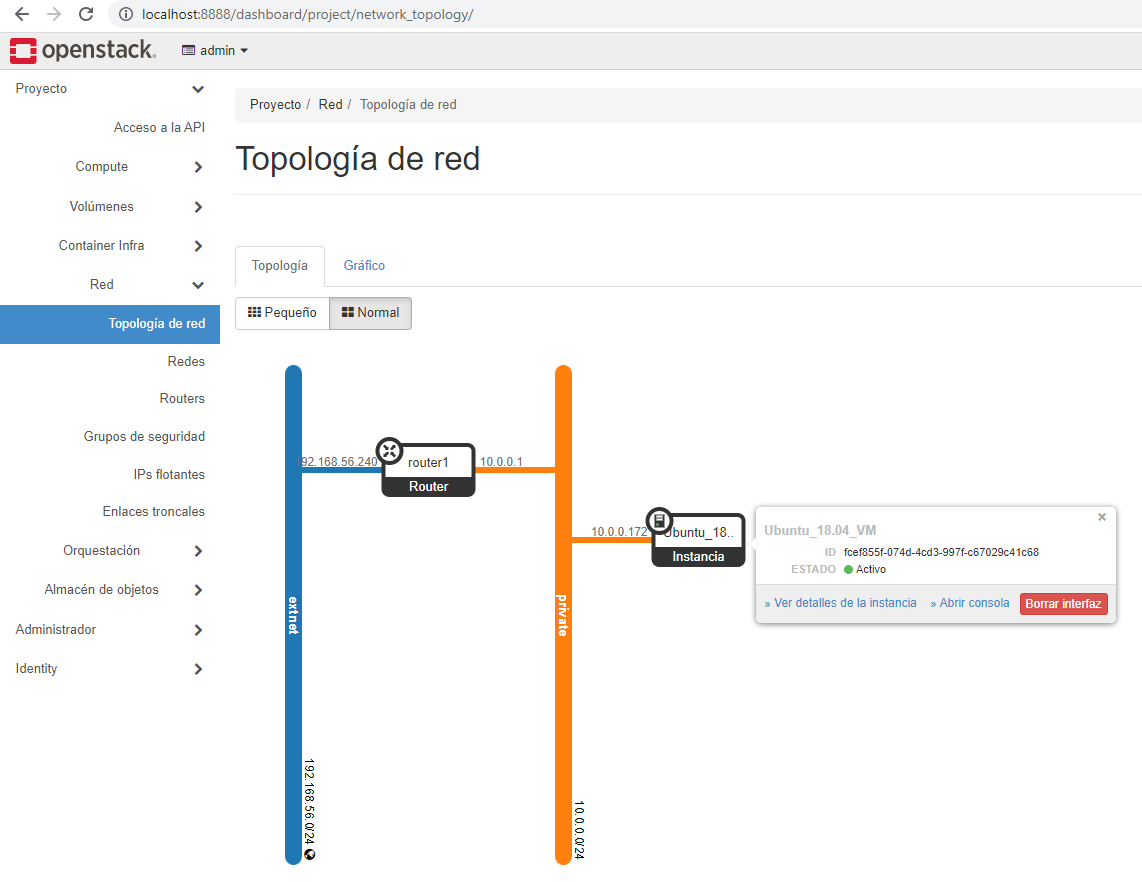 localhost:8888/dashboard/project/network_topology/
openstack.
admin
Proyecto
Acceso a la API
Compute
Volúmenes
Container Infra
Red
Topología de red
Redes
Routers
Grupos de seguridad
IPs flotantes
Enlaces troncales
Orquestación
Almacén de objetos
Administrador
Identity
Proyecto / Red / Topología de red
Topología de red
Topología Gráfico
Pequeño Normal
192.168.56.240
router1
Router
10.0.0.1
10.0.0.172
Ubuntu_18..
Instancia
Ubuntu_18.04_VM ×
ID fcef855f-074d-4cd3-997f-c67029c41c68
ESTADO Activo
» Ver detalles de la instancia » Abrir consola Borrar interfaz
extnet
192.168.56.0/24
private
10.0.0.0/24